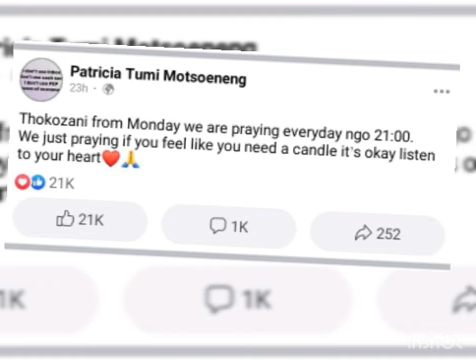 Patricia Tumi Motsoeneng
23h
Thokozani from Monday we are praying everyday ngo 21:00.
We just praying if you feel like you need a candle it's okay listen
to your heart❤️🙏
21K
21K
1K
252
1K
1K